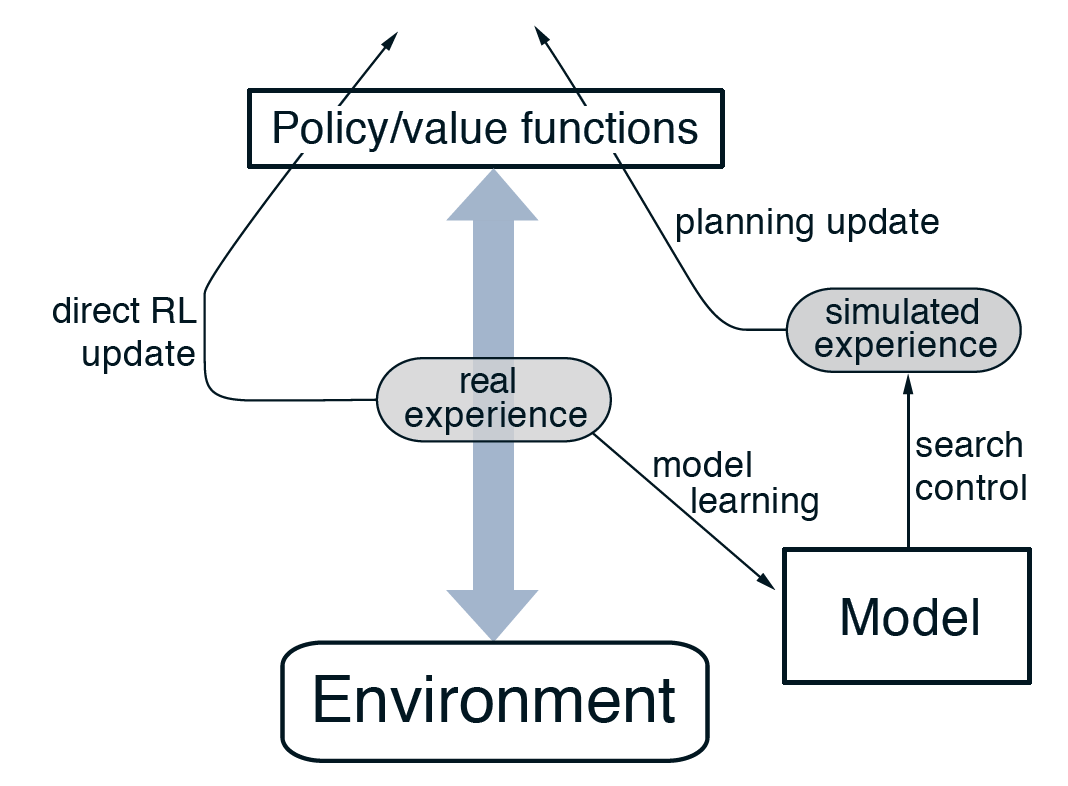 Policy/value functions
planning update
direct RL
update
simulated
experience
real
experience
model
learning
search
control
Model
Environment